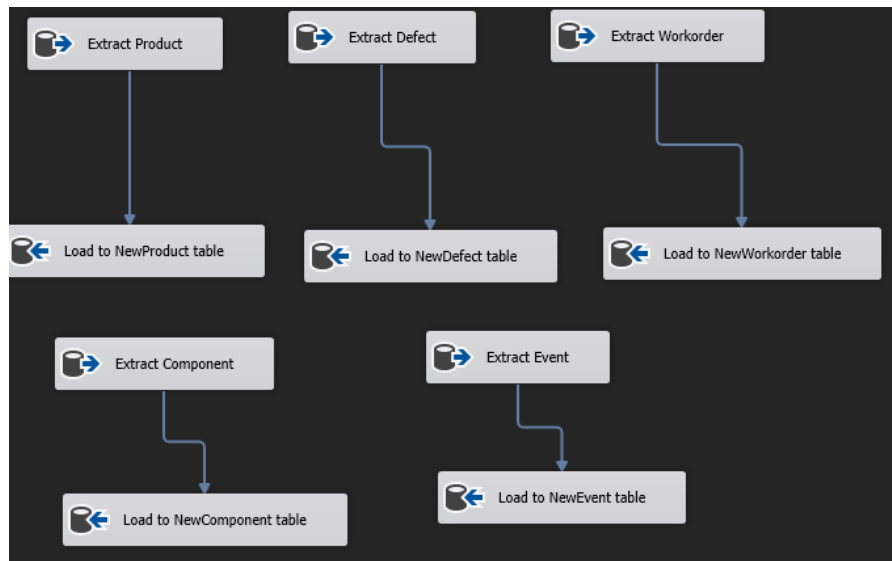 Extract Product
Extract Defect
Extract Workorder
Load to NewProduct table
Load to NewDefect table
Load to NewWorkorder table
Extract Component
Extract Event
Load to NewComponent table
Load to NewEvent table